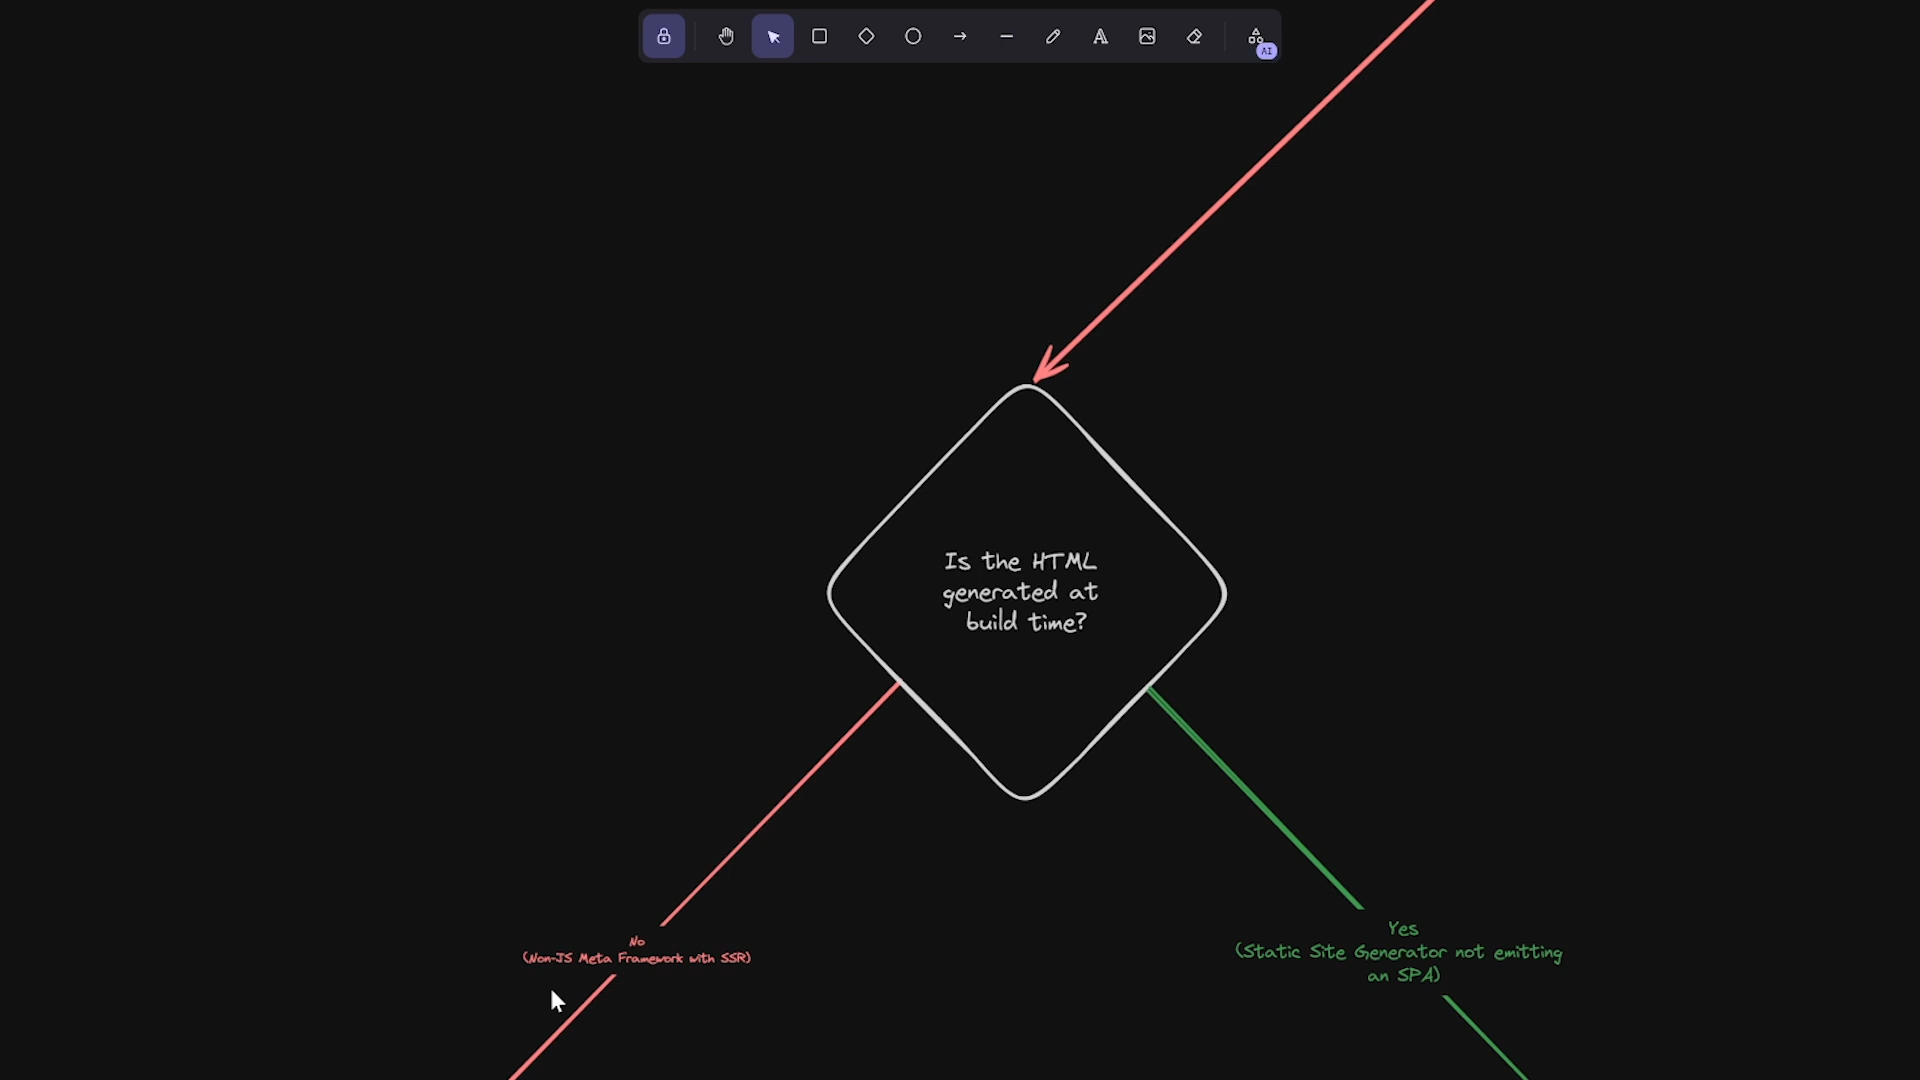 AI
Is the HTML
generated at
build time?
No
(Non-JS Meta Framework with SSR)
Yes
(Static Site Generator not emitting
an SPA)